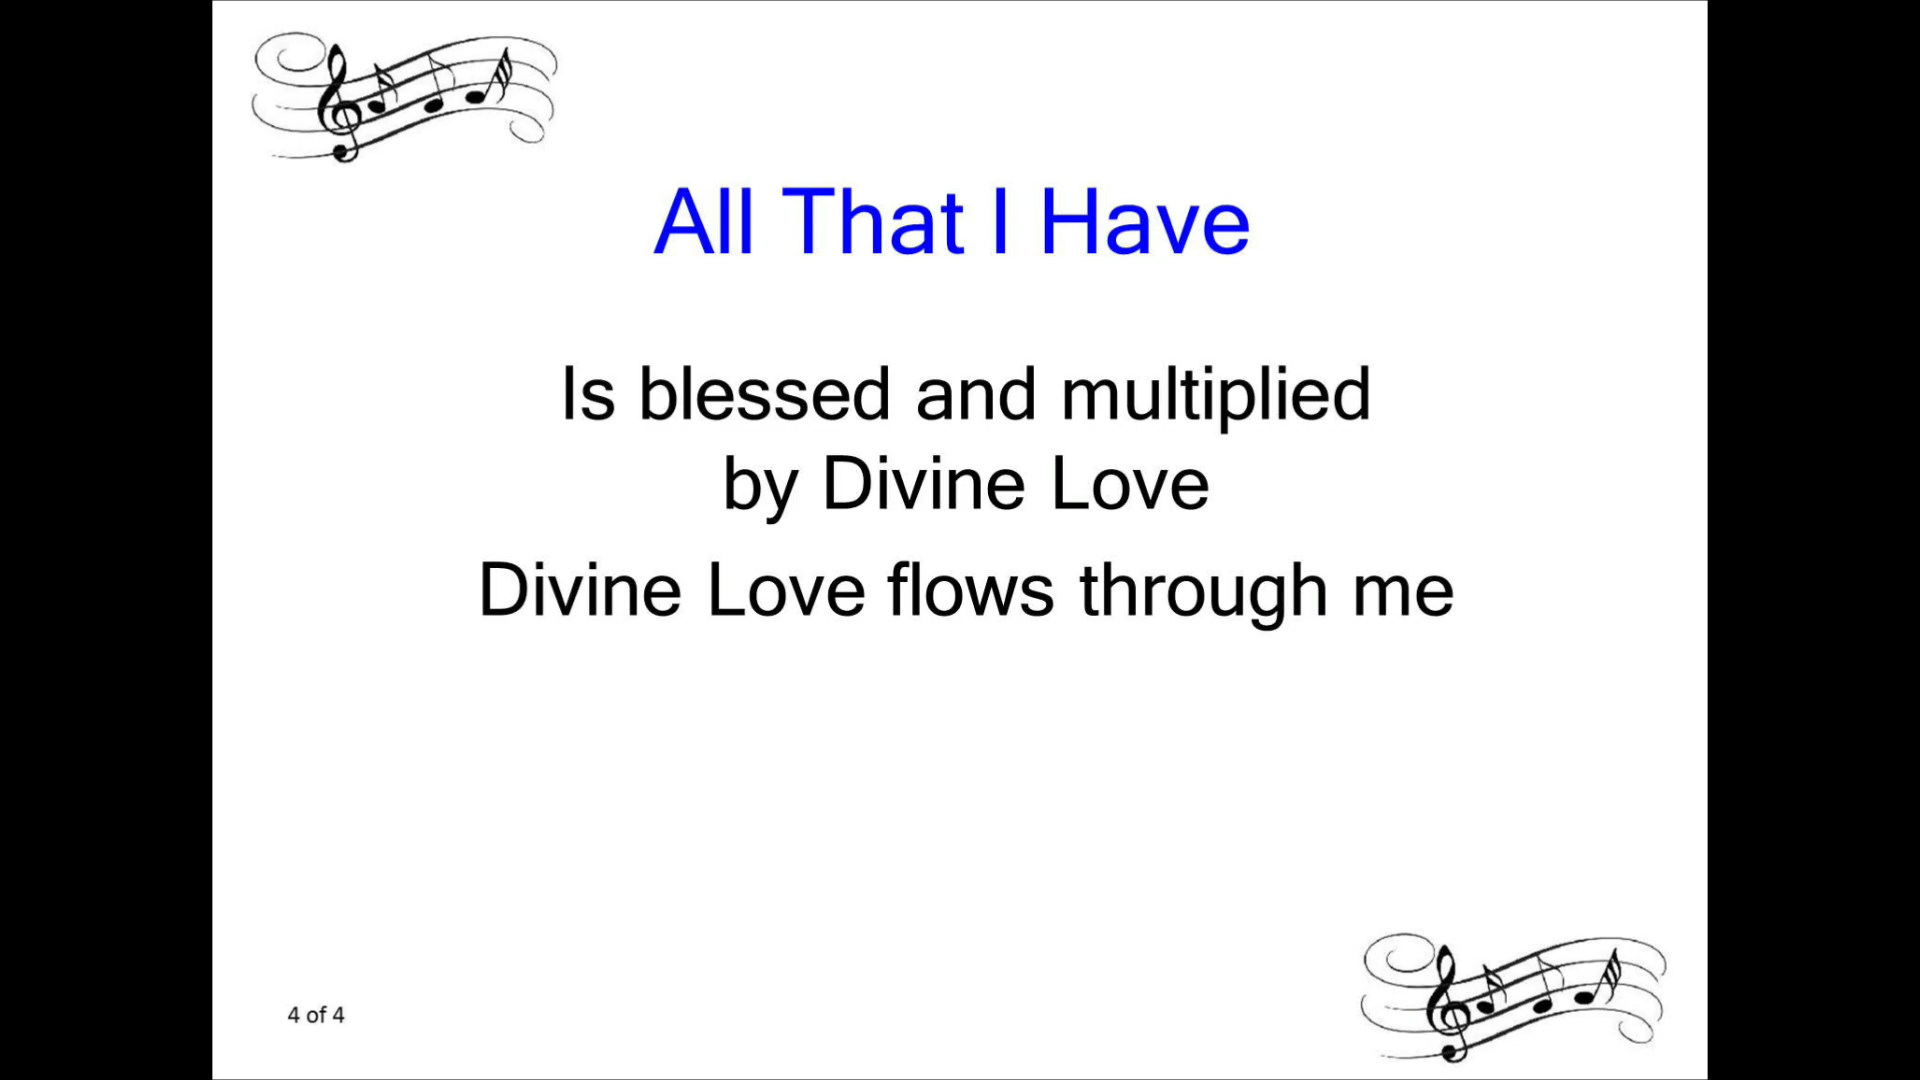 All That I Have
Is blessed and multiplied
by Divine Love
Divine Love flows through me
4 of 4